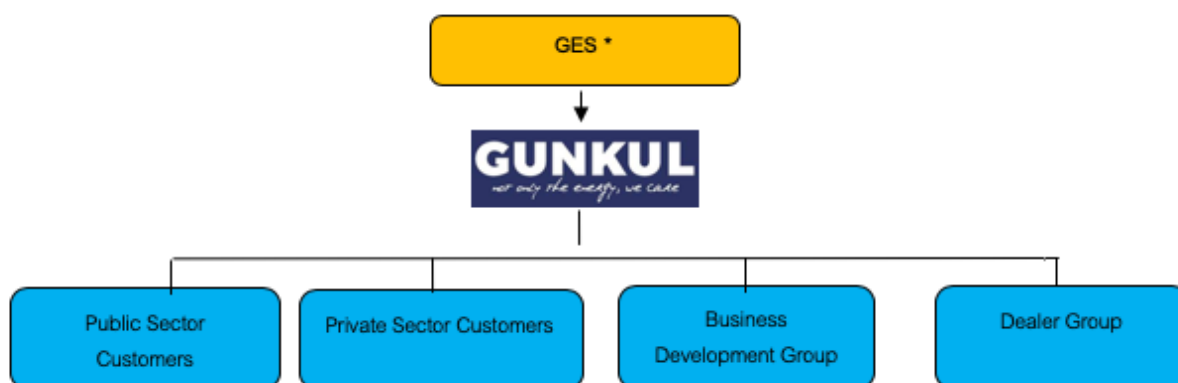 GES *
GUNKUL
not only the energy, we care
Public Sector
Customers
Private Sector Customers
Business
Development Group
Dealer Group